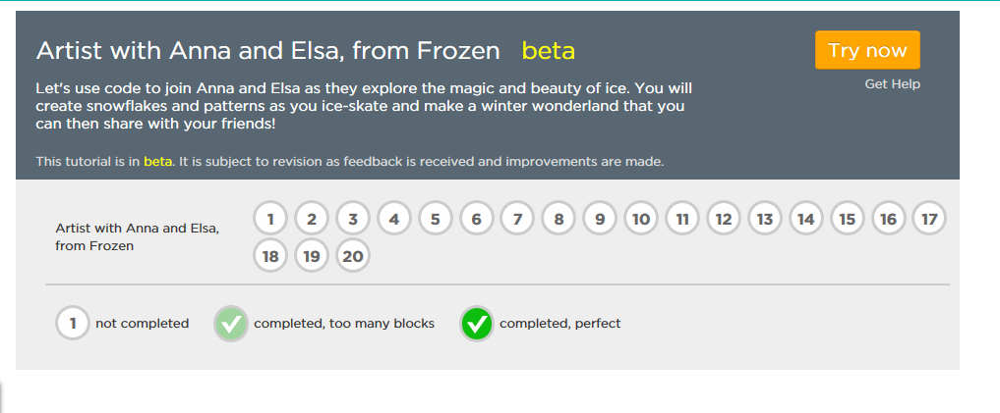 Artist with Anna and Elsa, from Frozen beta
Try now
Get Help
Let's use code to join Anna and Elsa as they explore the magic and beauty of ice. You will
create snowflakes and patterns as you ice-skate and make a winter wonderland that you
can then share with your friends!
This tutorial is in beta. It is subject to revision as feedback is received and improvements are made.
Artist with Anna and Elsa,
from Frozen
1 2 3 4 5 6 7 8 9 10 11 12 13 14 15 16 17
18 19 20
1 not completed completed, too many blocks completed, perfect